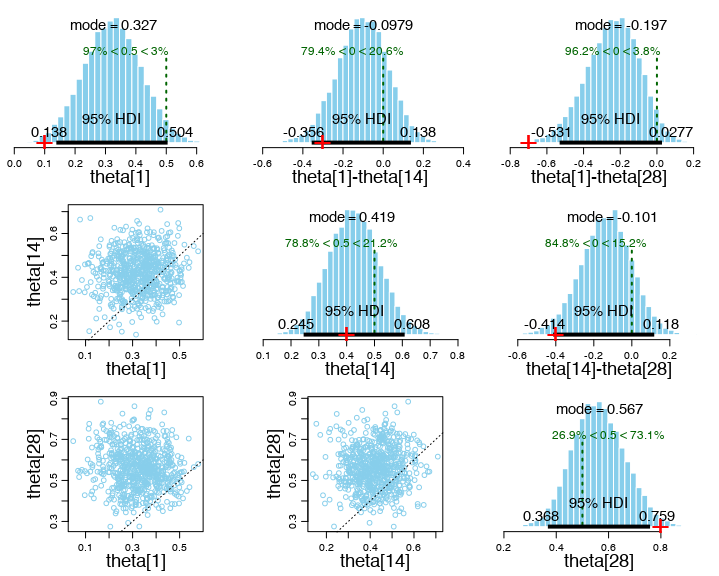 mode = 0.327
97% < 0.5 < 3%
95% HDI
0.138 0.504
0.0 0.1 0.2 0.3 0.4 0.5 0.6
theta[1]
mode = -0.0979
79.4% < 0 < 20.6%
95% HDI
-0.356 0.138
-0.6 -0.4 -0.2 0.0 0.2 0.4
theta[1]-theta[14]
mode = -0.197
96.2% < 0 < 3.8%
95% HDI
-0.531 0.0277
-0.8 -0.6 -0.4 -0.2 0.0 0.2
theta[1]-theta[28]
theta[14]
0.6
0.4
0.2
0.1 0.3 0.5
theta[1]
mode = 0.419
78.8% < 0.5 < 21.2%
95% HDI
0.245 0.608
0.1 0.2 0.3 0.4 0.5 0.6 0.7 0.8
theta[14]
mode = -0.101
84.8% < 0 < 15.2%
95% HDI
-0.414 0.118
-0.6 -0.4 -0.2 0.0 0.2
theta[14]-theta[28]
theta[28]
0.9
0.7
0.5
0.3
0.1 0.3 0.5
theta[1]
theta[28]
0.9
0.7
0.5
0.3
0.2 0.4 0.6
theta[14]
mode = 0.567
26.9% < 0.5 < 73.1%
95% HDI
0.368 0.759
0.2 0.4 0.6 0.8
theta[28]